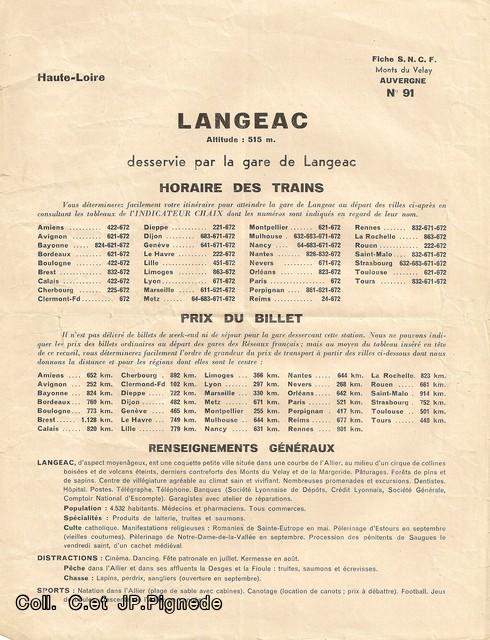 Haute-Loire
Fiche S. N. C. F.
Monts du Velay
AUVERGNE
N° 91
LANGEAC
Altitude : 515 m.
desservie par la gare de Langeac
HORAIRE DES TRAINS
Vous déterminerez facilement votre itinéraire pour atteindre la gare de Langeac au départ des villes ci-après en
consultant les tableaux de l'INDICATEUR CHAIX dont les numéros sont indiqués en regard de leur nom.
Amiens ........ 422-672
Avignon ........ 621-672
Bayonne .. 824-621-672
Bordeaux ...... 621-672
Boulogne ...... 422-672
Brest ........ 832-672
Calais ........ 422-672
Cherbourg .... 225-672
Clermont-Fd ........ 672
Dieppe ........ 221-672
Dijon .... 683-671-672
Genève .... 641-671-672
Le Havre ...... 222-672
Lille ........ 451-672
Limoges ...... 863-672
Lyon ........ 671-672
Marseille .. 611-621-672
Metz .. 64-683-671-672
Montpellier .... 621-672
Mulhouse 632-683-671-672
Nancy .. 64-683-671-672
Nantes .... 826-832-672
Nevers ........ 671-672
Orléans ...... 823-672
Paris ........ 671-672
Perpignan .. 861-621-672
Reims ........ 24-672
Rennes .... 832-671-672
La Rochelle .. 863-672
Rouen ........ 222-672
Saint-Malo .. 832-671-672
Strasbourg 632-683-671-672
Toulouse ...... 621-672
Tours .... 832-671-672
PRIX DU BILLET
Il n'est pas délivré de billets de week-end ni de séjour pour la gare desservant cette station. Nous ne pouvons indi-
quer les prix des billets ordinaires au départ des gares des Réseaux français ; mais au moyen du tableau inséré en tête
de ce recueil, vous déterminerez facilement l'ordre de grandeur du prix de transport à partir des villes ci-dessous dont nous
donnons la distance et pour les régions dont elles sont le centre :
Amiens .... 652 km.
Avignon .... 252 km.
Bayonne .. 824 km.
Bordeaux 769 km.
Boulogne... 773 km.
Brest...... 1.128 km.
Calais .... 820 km.
Cherbourg .. 892 km.
Clermond-Fd 102 km.
Dieppe .... 722 km.
Dijon ...... 482 km.
Genève .... 465 km.
Le Havre .. 749 km.
Lille ...... 779 km.
Limoges .. 366 km.
Lyon ...... 297 km.
Marseille .. 330 km.
Metz ...... 671 km.
Montpellier 255 km.
Mulhouse .. 644 km.
Nancy .... 631 km.
Nantes .... 644 km.
Nevers .... 268 km.
Orléans .... 642 km.
Paris ...... 521 km.
Perpignan .. 417 km.
Reims .... 677 km.
Rennes .... 901 km.
La Rochelle. 823 km.
Rouen .... 661 km.
Saint-Malo 914 km.
Strasbourg 752 km.
Toulouse .. 501 km.
Tours .... 445 km.
RENSEIGNEMENTS GÉNÉRAUX
LANGEAC, d'aspect moyenâgeux, est une coquette petite ville située dans une courbe de l'Allier, au milieu d'un cirque de collines
boisées et de volcans éteints, derniers contreforts des Monts du Velay et de la Margeride. Pâturages. Forêts de pins et
de sapins. Centre de villégiature agréable au climat sain et vivifiant. Nombreuses promenades et excursions. Dentistes.
Hôpital. Postes. Télégraphe. Téléphone. Banques (Société Lyonnaise de Dépôts, Crédit Lyonnais, Société Générale,
Comptoir National d'Escompte). Garagistes avec atelier de réparations.
Population : 4.532 habitants. Médecins et pharmaciens. Tous commerces.
Spécialités : Produits de laiterie, truites et saumons.
Culte catholique. Manifestations religieuses : Romanies de Sainte-Europe en mai. Pèlerinage d'Estours en septembre
(vieilles coutumes). Pèlerinage de Notre-Dame-de-la-Vallée en septembre. Procession des pénitents de Saugues le
vendredi saint, d'un cachet médiéval.
DISTRACTIONS : Cinéma. Dancing. Fête patronale en juillet. Kermesse en août.
Pêche dans l'Allier et dans ses affluents la Desges et la Fioule : truites, saumons et écrevisses.
Chasse : Lapins, perdrix, sangliers (ouverture en septembre).
SPORTS : Natation dans l'Allier (plage de sable avec cabines). Canotage (location de canots ; prix à débattre). Football. Jeux
Coll. C.et JP.Pignede